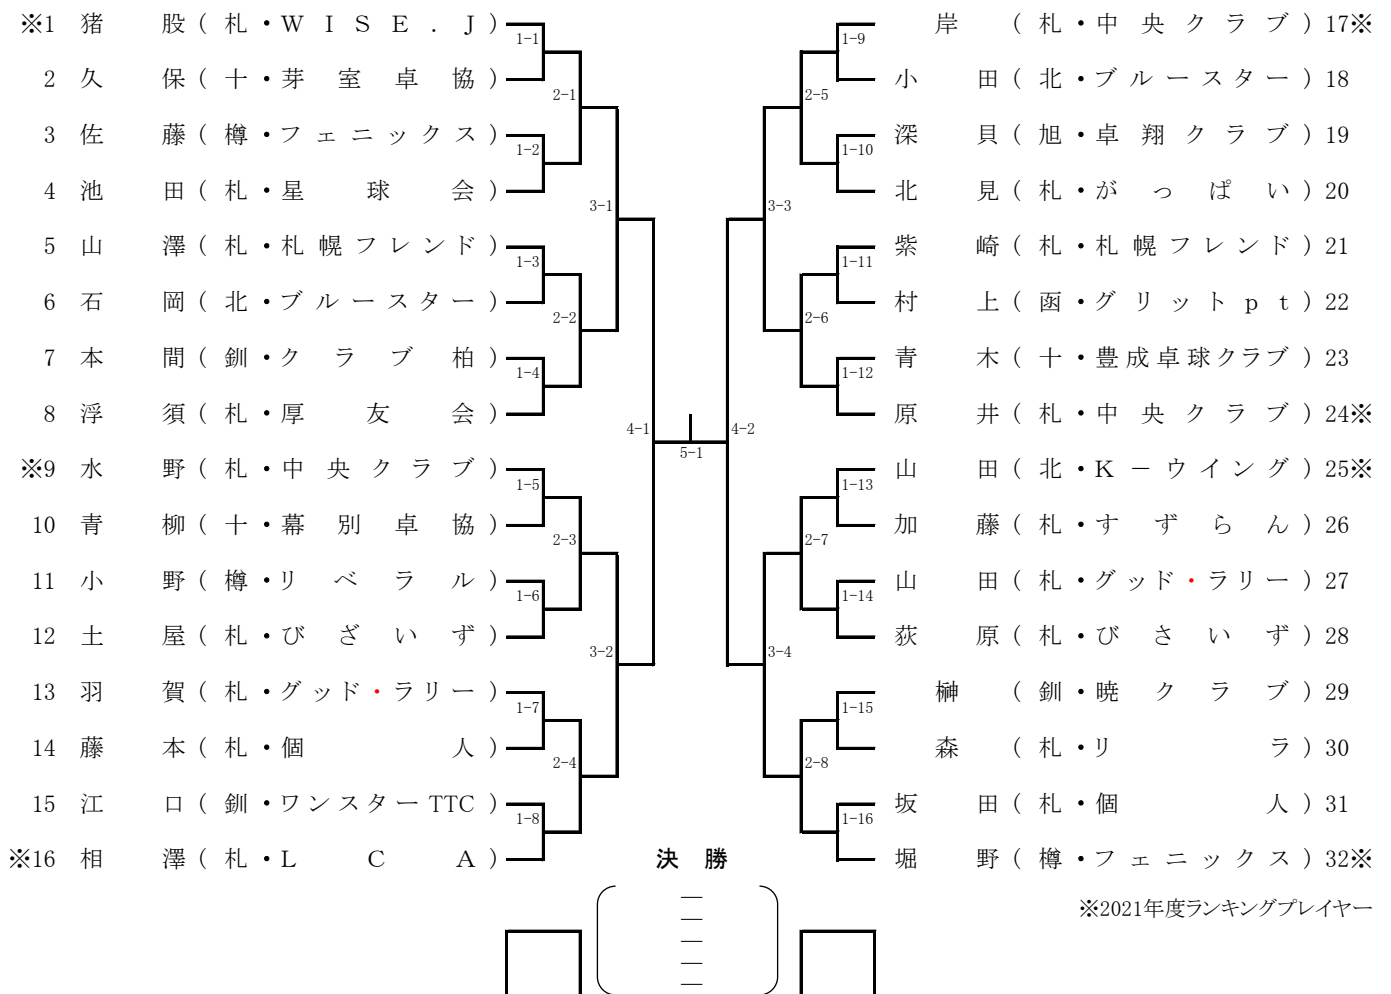 ※1 猪股(札・WISE.J)
2 久保(十・芽室卓協)
3 佐藤(樽・フェニックス)
4 池田(札・星球会)
5 山澤(札・札幌フレンド)
6 石岡(北・ブルースター)
7 本間(釧・クラブ柏)
8 浮須(札・厚友会)
※9 水野(札・中央クラブ)
10 青柳(十・幕別卓協)
11 小野(樽・リベラル)
12 土屋(札・びざいず)
13 羽賀(札・グッド・ラリー)
14 藤本(札・個人)
15 江口(釧・ワンスターTTC)
※16 相澤(札・LCA)
1-1
1-2
1-3
1-4
1-5
1-6
1-7
1-8
2-1
2-2
2-3
2-4
3-1
3-2
4-1
5-1
4-2
3-3
3-4
2-5
2-6
2-7
2-8
1-9
1-10
1-11
1-12
1-13
1-14
1-15
1-16
岸(札・中央クラブ)17※
小田(北・ブルースター)18
深貝(旭・卓翔クラブ)19
北見(札・がっぱい)20
紫崎(札・札幌フレンド)21
村上(函・グリットpt)22
青木(十・豊成卓球クラブ)23
原井(札・中央クラブ)24※
山田(北・K-ウイング)25※
加藤(札・すずらん)26
山田(札・グッド・ラリー)27
荻原(札・びさいず)28
榊(釧・暁クラブ)29
森(札・リラ)30
坂田(札・個人)31
堀野(樽・フェニックス)32※
決勝
—
—
—
—
—
※2021年度ランキングプレイヤー